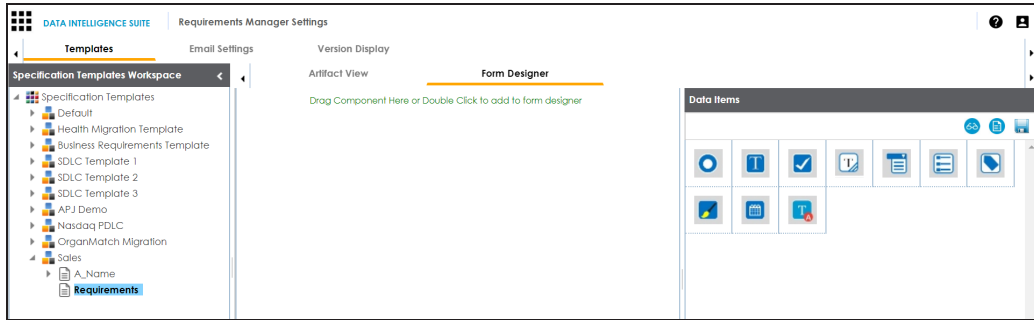 DATA INTELLIGENCE SUITE Requirements Manager Settings
Templates Email Settings Version Display
Specification Templates Workspace
Artifact View Form Designer
Specification Templates
Default
Health Migration Template
Business Requirements Template
SDLC Template 1
SDLC Template 2
SDLC Template 3
APJ Demo
Nasdaq PDLC
OrganMatch Migration
Sales
A_Name
Requirements
Drag Component Here or Double Click to add to form designer
Data Items